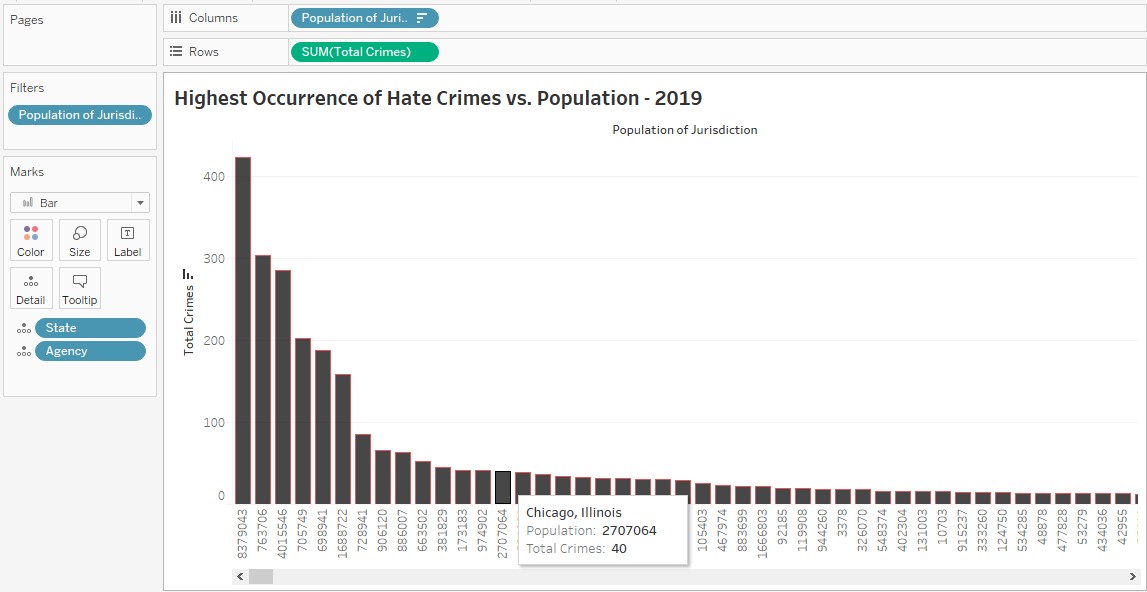 Pages
Columns
Population of Juri..
Rows
SUM(Total Crimes)
Filters
Population of Jurisdi..
Marks
Bar
Color
Size
Label
Detail
Tooltip
State
Agency
Highest Occurrence of Hate Crimes vs. Population - 2019
Population of Jurisdiction
Total Crimes
400
300
200
100
0
8379043
763706
4015546
705749
698941
1688722
728941
906120
886007
663502
381829
173183
974902
2707064
105403
467974
883699
1666803
92185
119908
944260
3378
326070
548374
402304
131003
10703
915237
333260
124750
534285
48878
477828
53279
434036
42955
Chicago, Illinois
Population: 2707064
Total Crimes: 40